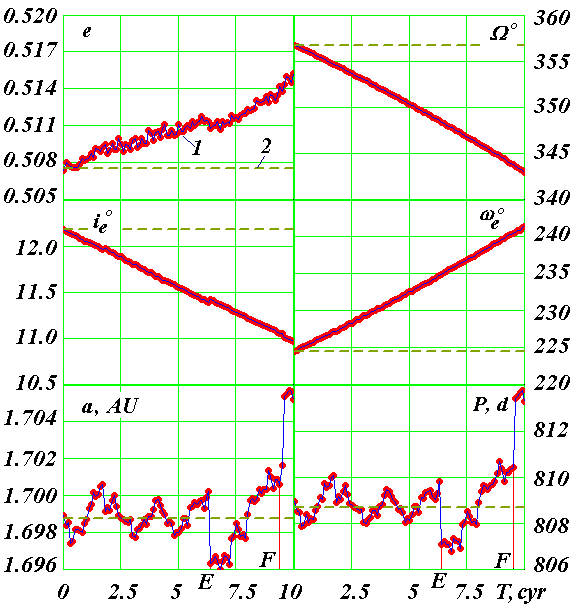 0.520 e Ω° 360
0.517 355
0.514 350
0.511 345
1 2
0.508 343
0.505 340
i_e° ω_e° 240
12.0 235
11.5 230
11.0 225
10.5 220
a, AU P, d
1.704 812
1.702 810
1.700
1.698 808
1.696 F F 806
0 2.5 5 E 7.5 10 2.5 5 E 7.5 T, cyr